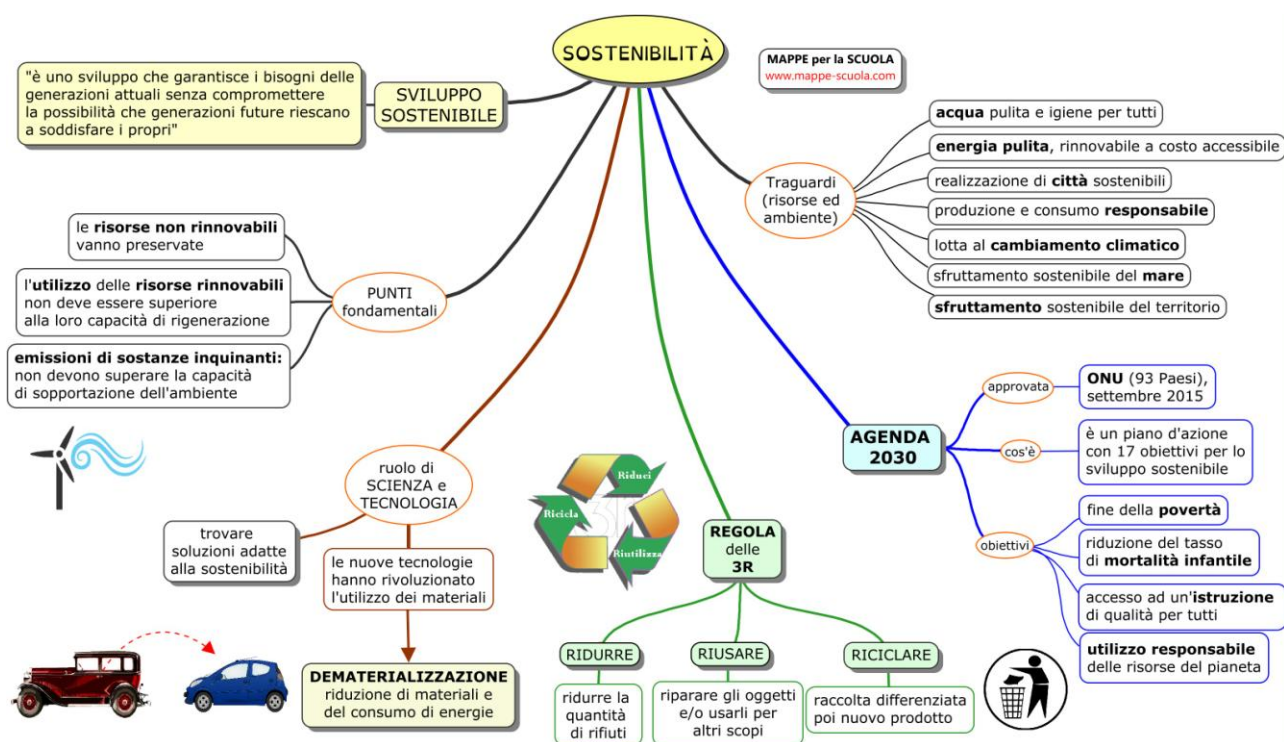 SOSTENIBILITÀ
MAPPE per la SCUOLA
www.mappe-scuola.com
SVILUPPO
SOSTENIBILE
"è uno sviluppo che garantisce i bisogni delle
generazioni attuali senza compromettere
la possibilità che generazioni future riescano
a soddisfare i propri"
PUNTI
fondamentali
le risorse non rinnovabili
vanno preservate
l'utilizzo delle risorse rinnovabili
non deve essere superiore
alla loro capacità di rigenerazione
emissioni di sostanze inquinanti:
non devono superare la capacità
di sopportazione dell'ambiente
ruolo di
SCIENZA e
TECNOLOGIA
trovare
soluzioni adatte
alla sostenibilità
le nuove tecnologie
hanno rivoluzionato
l'utilizzo dei materiali
DEMATERIALIZZAZIONE
riduzione di materiali e
del consumo di energie
Riduci
Ricicla
Riutilizza
3R
REGOLA
delle
3R
RIDURRE
ridurre la
quantità
di rifiuti
RIUSARE
riparare gli oggetti
e/o usarli per
altri scopi
RICICLARE
raccolta differenziata
poi nuovo prodotto
Traguardi
(risorse ed
ambiente)
acqua pulita e igiene per tutti
energia pulita, rinnovabile a costo accessibile
realizzazione di città sostenibili
produzione e consumo responsabile
lotta al cambiamento climatico
sfruttamento sostenibile del mare
sfruttamento sostenibile del territorio
AGENDA
2030
approvata
ONU (93 Paesi),
settembre 2015
cos'è
è un piano d'azione
con 17 obiettivi per lo
sviluppo sostenibile
obiettivi
fine della povertà
riduzione del tasso
di mortalità infantile
accesso ad un'istruzione
di qualità per tutti
utilizzo responsabile
delle risorse del pianeta